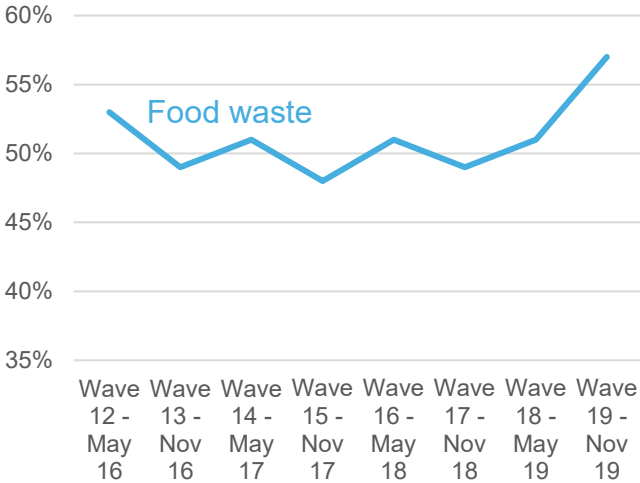 60%
55%
Food waste
50%
45%
40%
35%
Wave Wave Wave Wave Wave Wave Wave Wave
12 - 13 - 14 - 15 - 16 - 17 - 18 - 19 -
May Nov May Nov May Nov May Nov
16 16 17 17 18 18 19 19